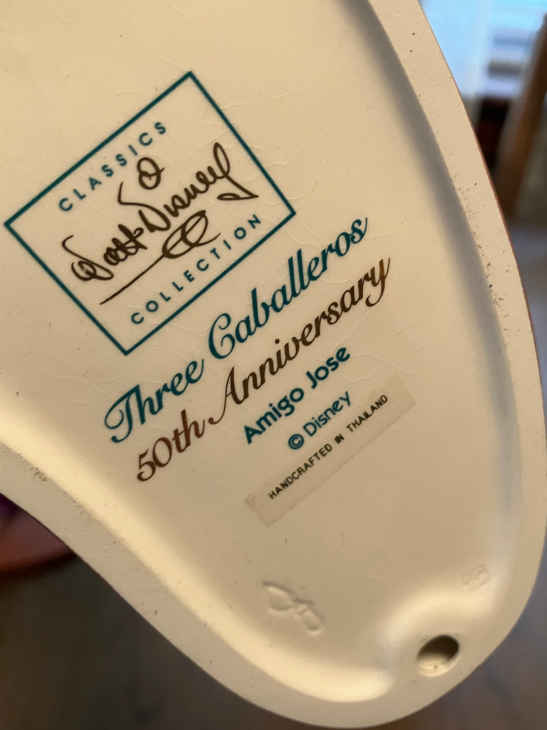 CLASSICS
Walt Disney
COLLECTION
Three Caballeros
50th Anniversary
Amigo Jose
© Disney
HANDCRAFTED IN THAILAND